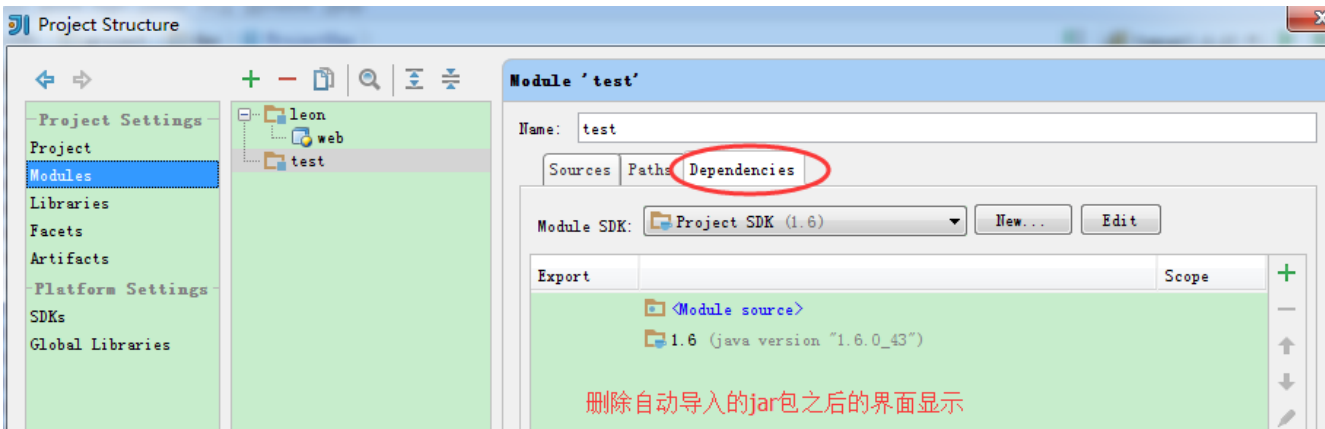 Project Structure
Project Settings
Project
Modules
Libraries
Facets
Artifacts
Platform Settings
SDKs
Global Libraries
leon
web
test
Module 'test'
Name: test
Sources Paths Dependencies
Module SDK: Project SDK (1.6) New... Edit
Export Scope
<Module source>
1.6 (java version "1.6.0_43")
删除自动导入的jar包之后的界面显示